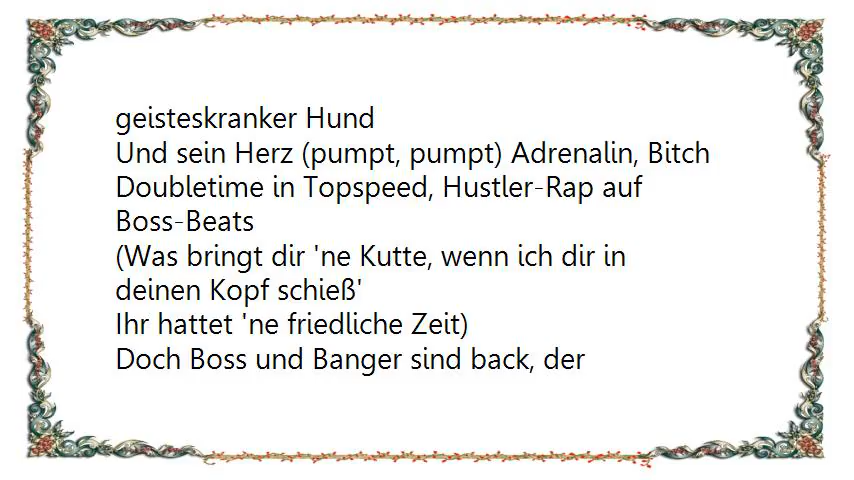 geisteskranker Hund
Und sein Herz (pumpt, pumpt) Adrenalin, Bitch
Doubletime in Topspeed, Hustler-Rap auf
Boss-Beats
(Was bringt dir 'ne Kutte, wenn ich dir in
deinen Kopf schieß'
Ihr hattet 'ne friedliche Zeit)
Doch Boss und Banger sind back, der